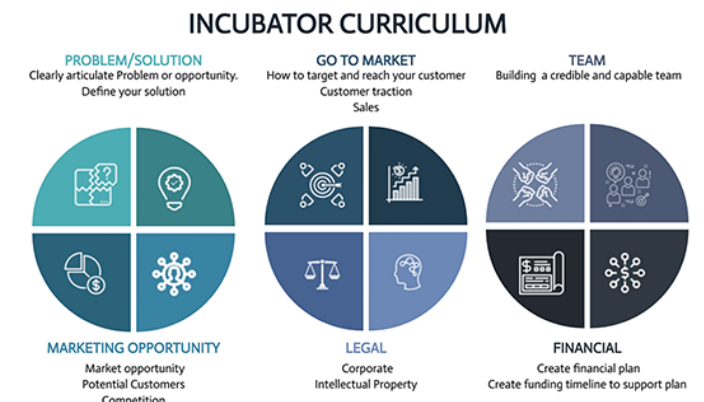 INCUBATOR CURRICULUM
PROBLEM/SOLUTION
Clearly articulate Problem or opportunity.
Define your solution
GO TO MARKET
How to target and reach your customer
Customer traction
Sales
TEAM
Building a credible and capable team
MARKETING OPPORTUNITY
Market opportunity
Potential Customers
Competition
LEGAL
Corporate
Intellectual Property
FINANCIAL
Create financial plan
Create funding timeline to support plan